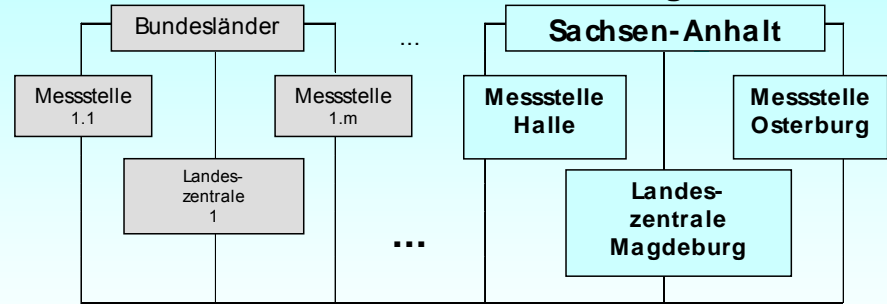 Bundesländer
...
Sachsen-Anhalt
Messstelle
1.1
Messstelle
1.m
Messstelle
Halle
Messstelle
Osterburg
Landes-
zentrale
1
...
Landes-
zentrale
Magdeburg